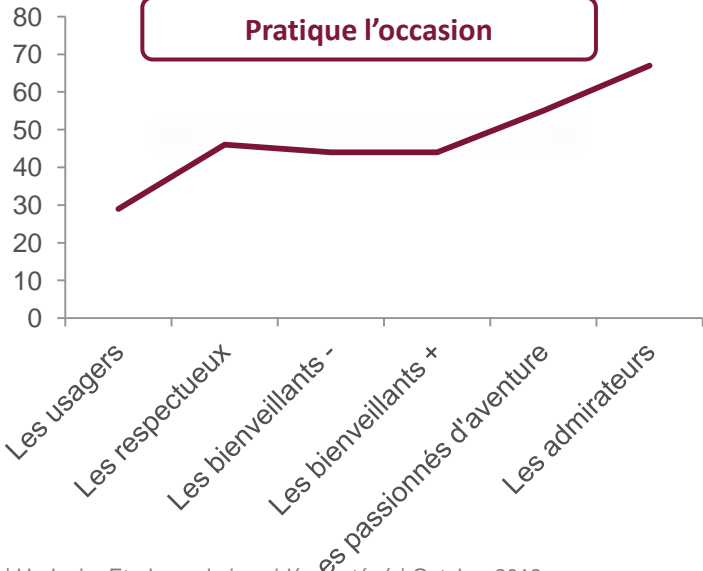 Pratique l'occasion
80
70
60
50
40
30
20
10
0
Les usagers
Les respectueux
Les bienveillants -
Les bienveillants +
es passionnés d'aventure
Les admirateurs